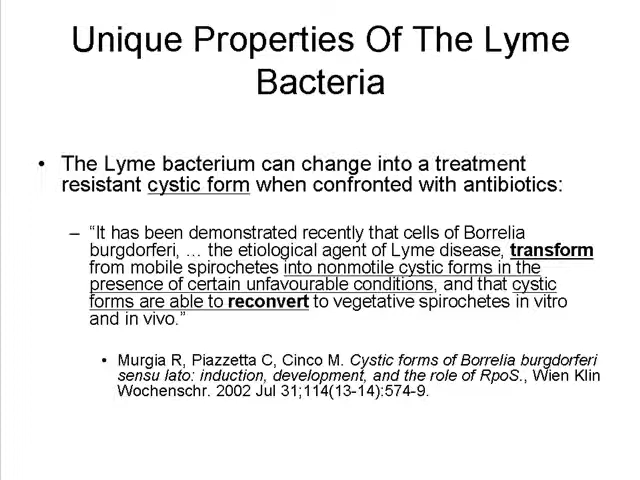 Unique Properties Of The Lyme
Bacteria
• The Lyme bacterium can change into a treatment
resistant cystic form when confronted with antibiotics:
– “It has been demonstrated recently that cells of Borrelia
burgdorferi, … the etiological agent of Lyme disease, transform
from mobile spirochetes into nonmotile cystic forms in the
presence of certain unfavourable conditions, and that cystic
forms are able to reconvert to vegetative spirochetes in vitro
and in vivo.”
• Murgia R, Piazzetta C, Cinco M. Cystic forms of Borrelia burgdorferi
sensu lato: induction, development, and the role of RpoS., Wien Klin
Wochenschr. 2002 Jul 31;114(13-14):574-9.